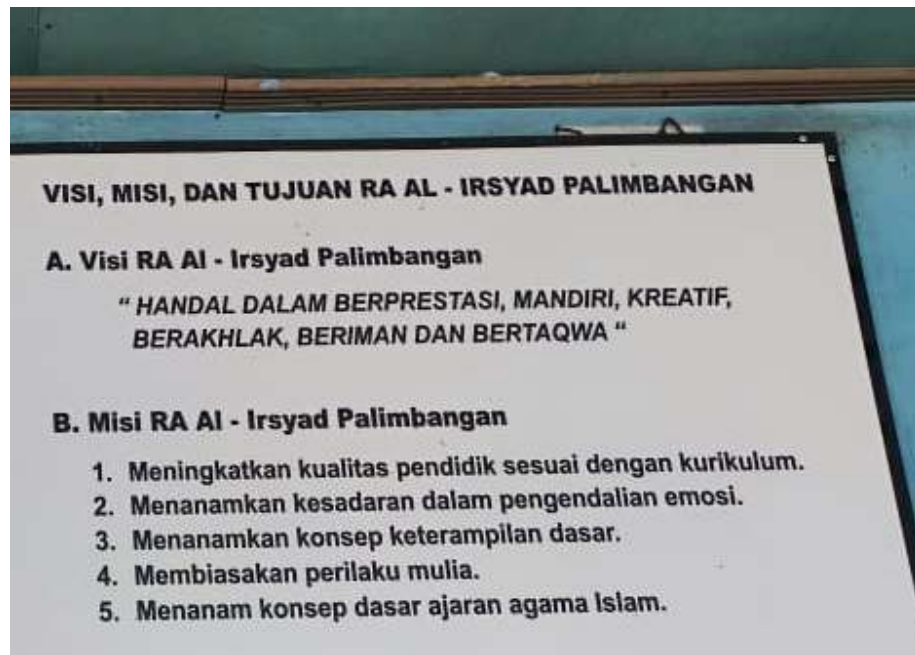 VISI, MISI, DAN TUJUAN RA AL - IRSYAD PALIMBANGAN
A. Visi RA Al - Irsyad Palimbangan
“ HANDAL DALAM BERPRESTASI, MANDIRI, KREATIF,
BERAKHLAK, BERIMAN DAN BERTAQWA “
B. Misi RA Al - Irsyad Palimbangan
1. Meningkatkan kualitas pendidik sesuai dengan kurikulum.
2. Menanamkan kesadaran dalam pengendalian emosi.
3. Menanamkan konsep keterampilan dasar.
4. Membiasakan perilaku mulia.
5. Menanam konsep dasar ajaran agama Islam.